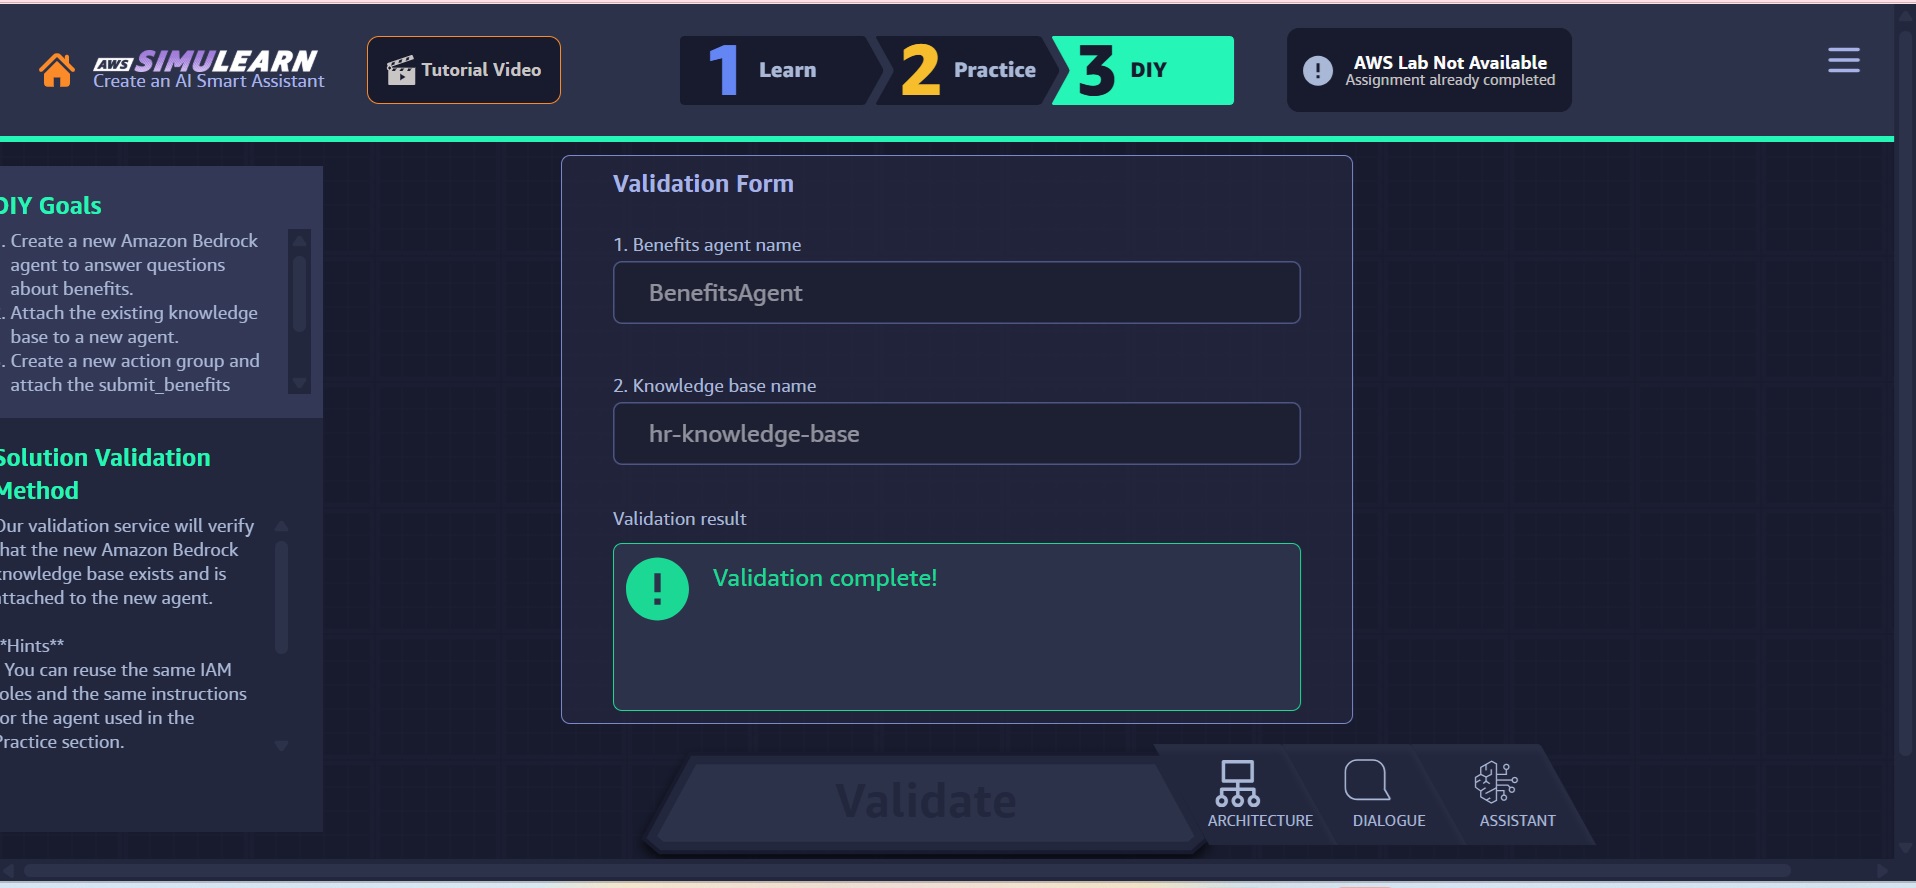 aws SIMULEARN
Create an AI Smart Assistant
Tutorial Video
1 Learn
2 Practice
3 DIY
! AWS Lab Not Available
Assignment already completed
DIY Goals
. Create a new Amazon Bedrock
agent to answer questions
about benefits.
. Attach the existing knowledge
base to a new agent.
. Create a new action group and
attach the submit_benefits
Solution Validation
Method
Our validation service will verify
that the new Amazon Bedrock
knowledge base exists and is
attached to the new agent.
**Hints**
You can reuse the same IAM
roles and the same instructions
for the agent used in the
Practice section.
Validation Form
1. Benefits agent name
BenefitsAgent
2. Knowledge base name
hr-knowledge-base
Validation result
! Validation complete!
Validate
ARCHITECTURE
DIALOGUE
ASSISTANT